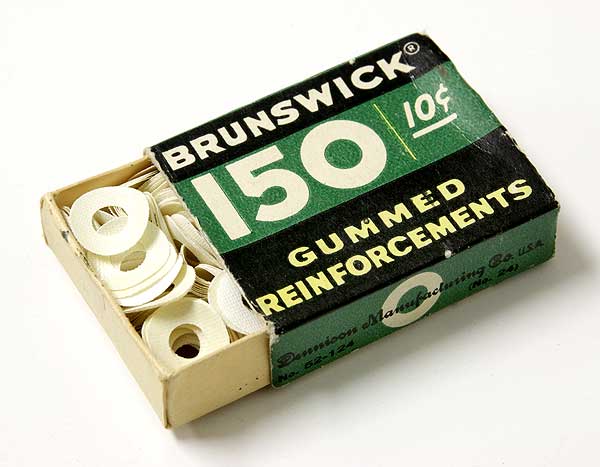 BRUNSWICK®
150 10¢
GUMMED
REINFORCEMENTS
Dennison Manufacturing Co. U.S.A.
No. 52-124 (No. 24)